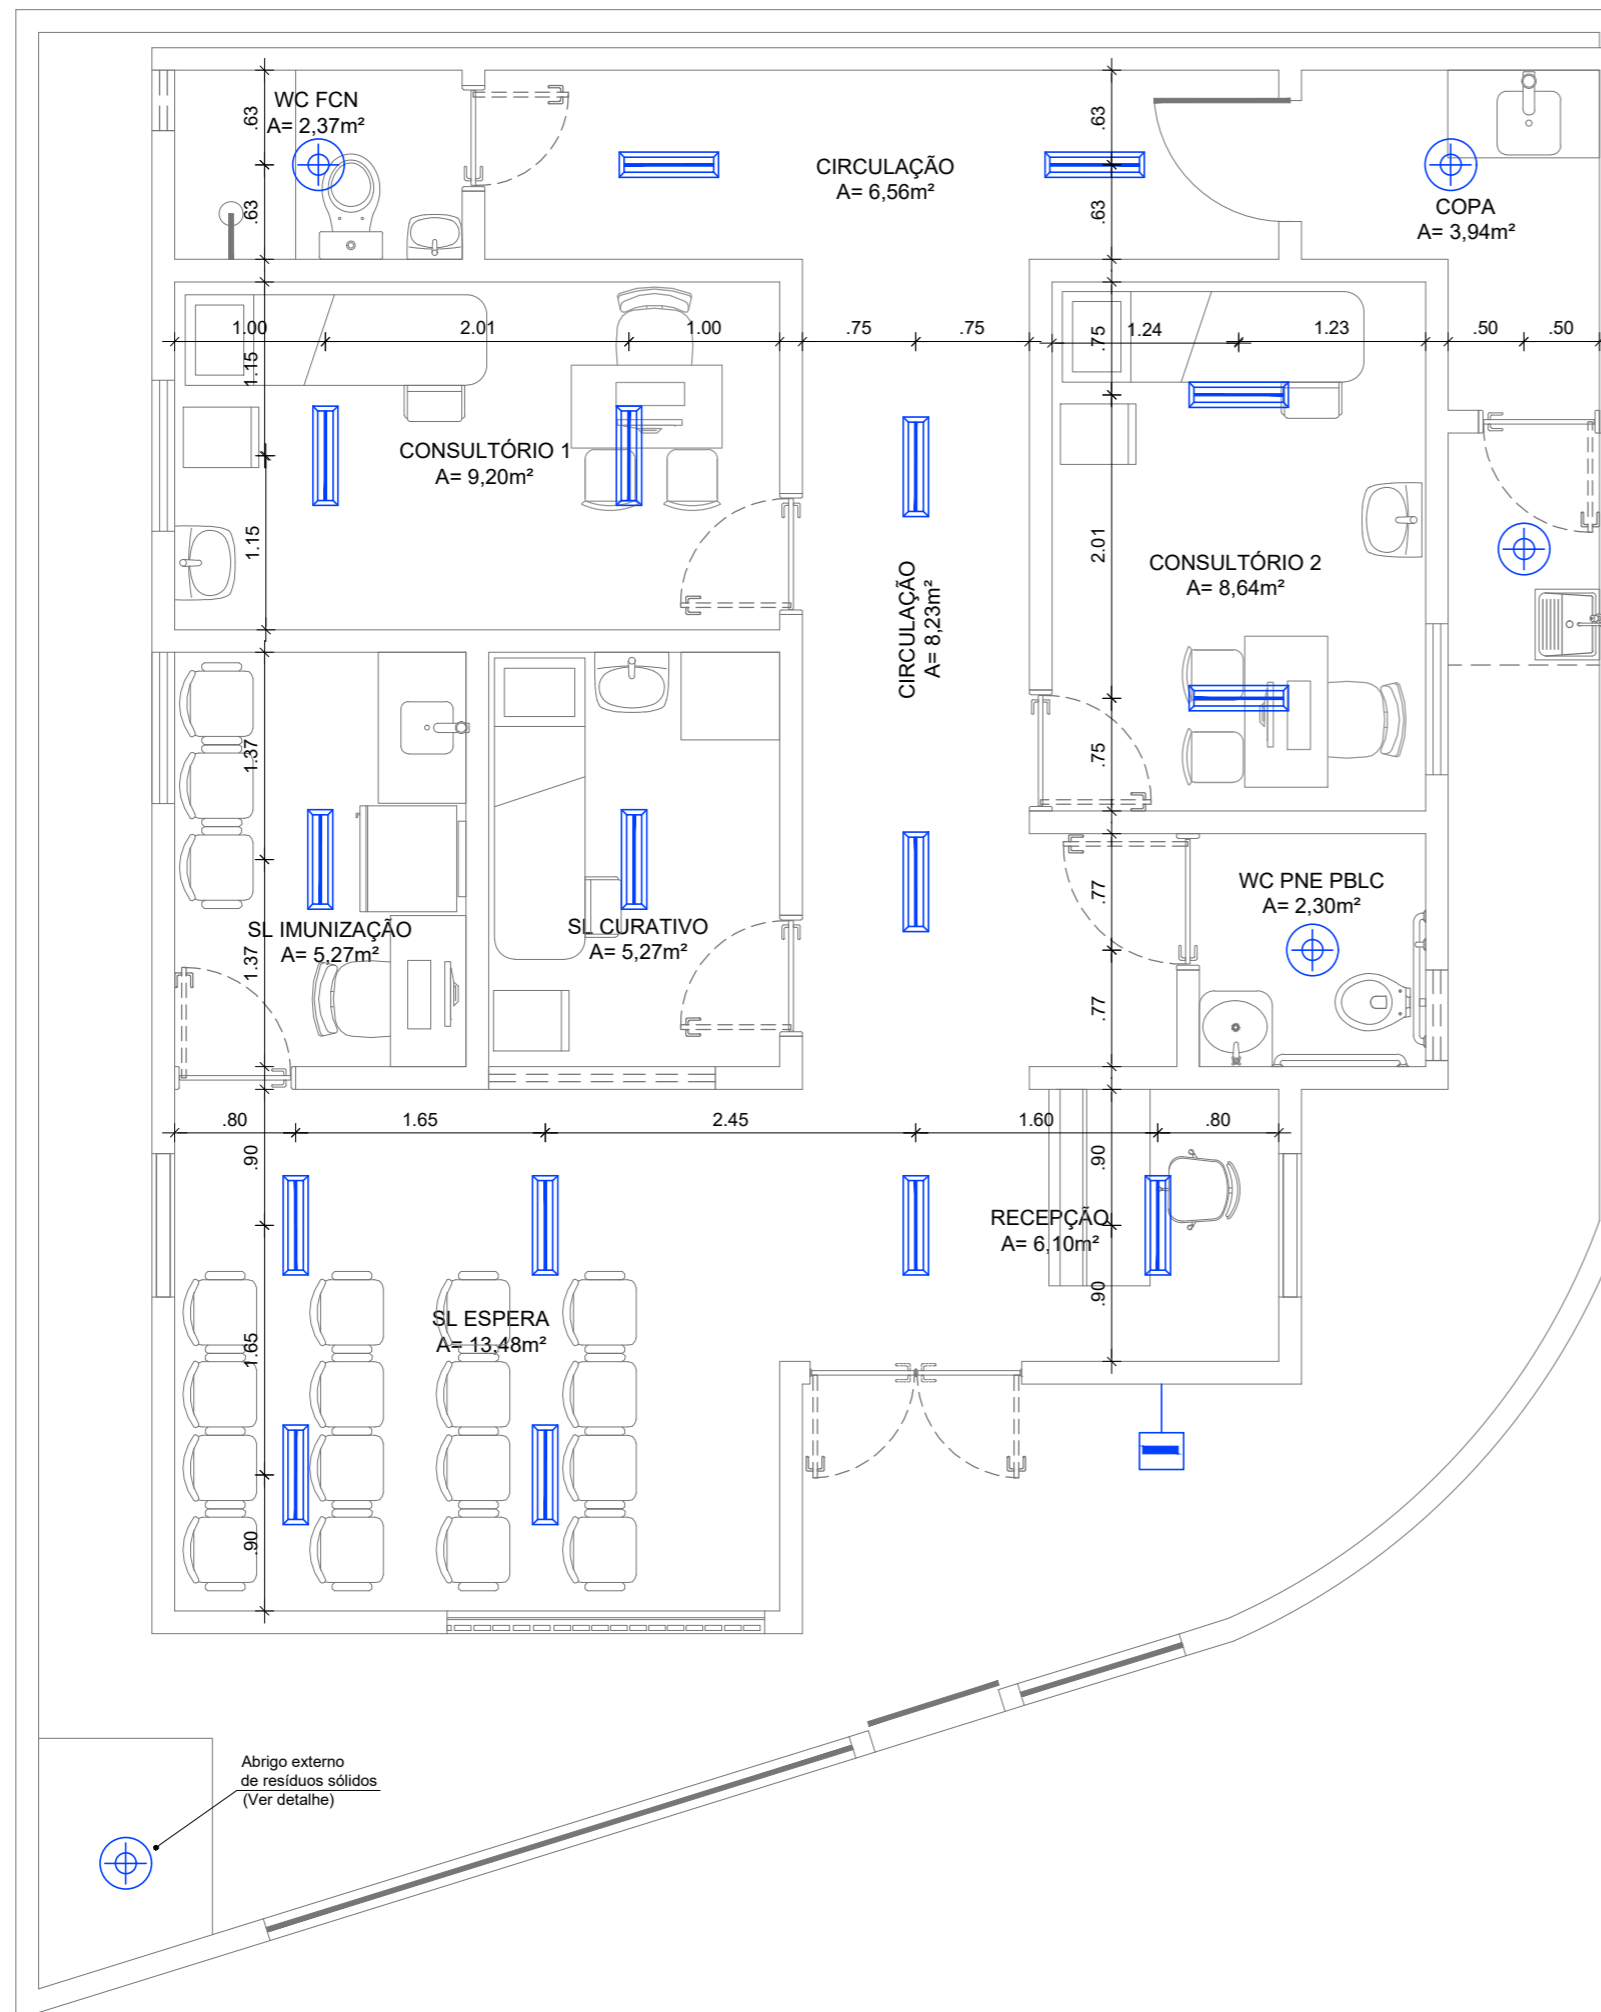 WC FCN
A= 2,37m²
.63
.63
CIRCULAÇÃO
A= 6,56m²
.63
.63
COPA
A= 3,94m²
1.00
2.01
1.00
.75
.75
1.24
1.23
.50
.50
1.15
1.15
.75
2.01
.75
CONSULTÓRIO 1
A= 9,20m²
CIRCULAÇÃO
A= 8,23m²
CONSULTÓRIO 2
A= 8,64m²
1.37
1.37
SL IMUNIZAÇÃO
A= 5,27m²
SL CURATIVO
A= 5,27m²
.77
.77
WC PNE PBLC
A= 2,30m²
.80
1.65
2.45
1.60
.80
.90
1.65
.90
.90
.90
RECEPÇÃO
A= 6,10m²
SL ESPERA
A= 13,48m²
Abrigo externo
de resíduos sólidos
(Ver detalhe)